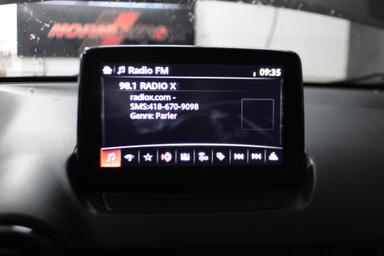 Radio FM 09:35
98.1 RADIO X
radiox.com -
SMS:418-670-9098
Genre: Parler